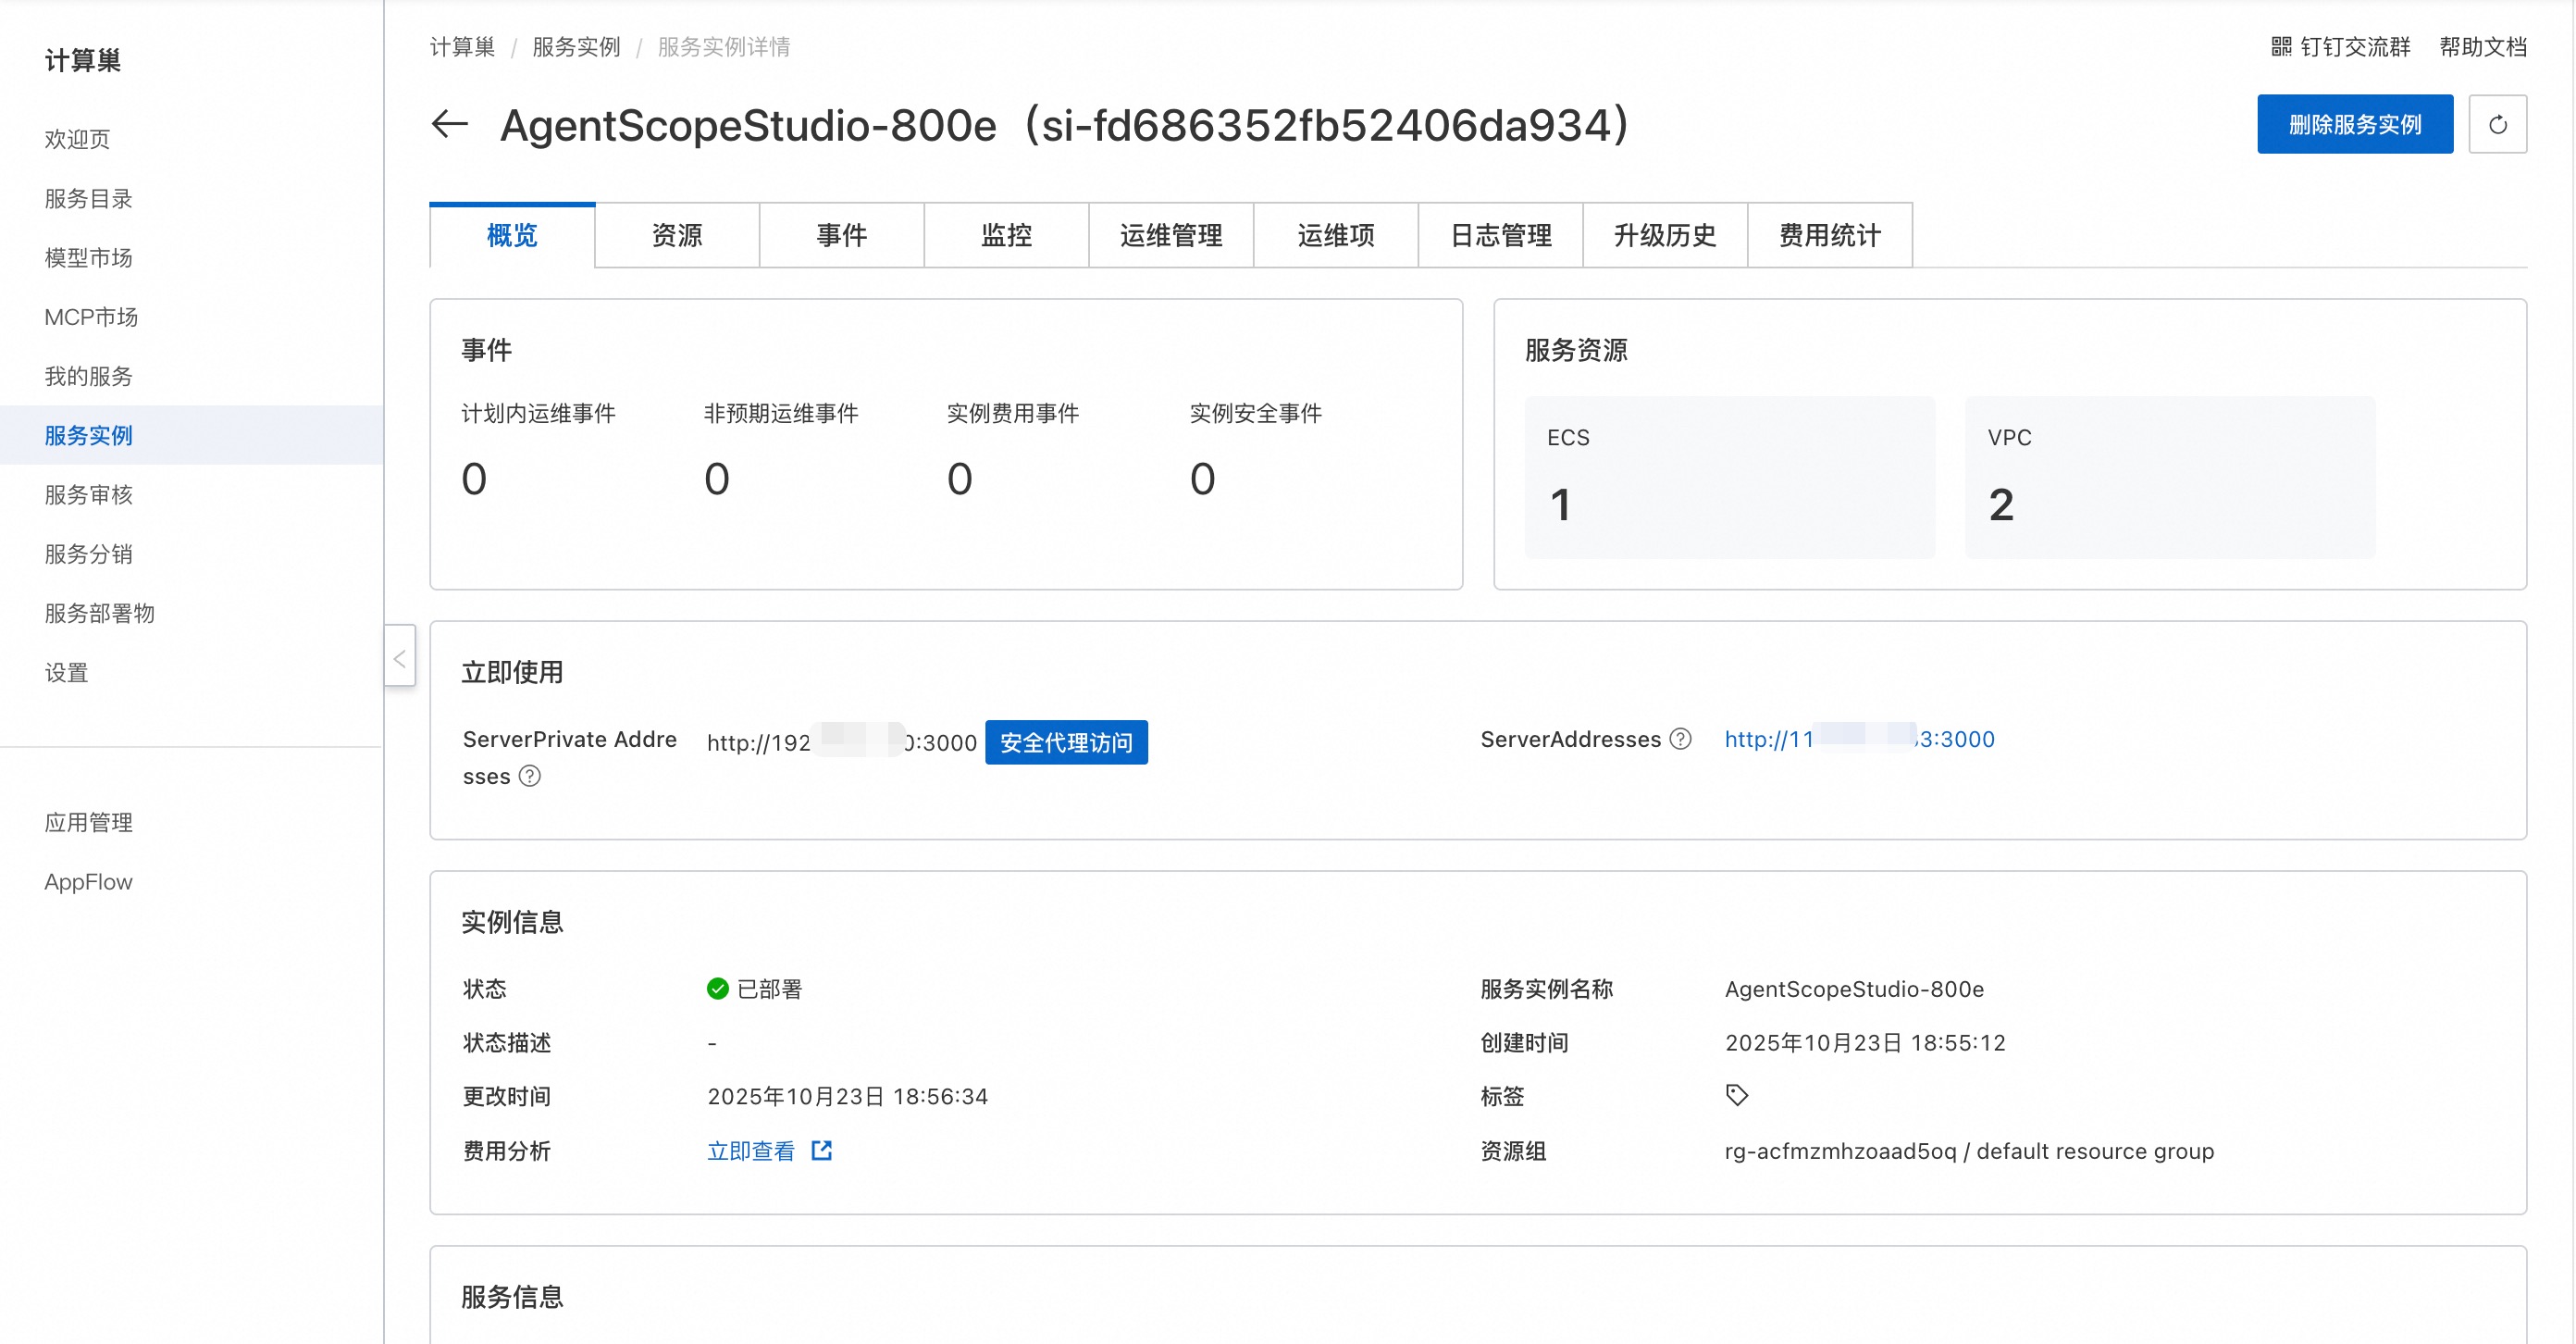 计算巢
欢迎页
服务目录
模型市场
MCP市场
我的服务
服务实例
服务审核
服务分销
服务部署物
设置
应用管理
AppFlow
计算巢 / 服务实例 / 服务实例详情
钉钉交流群 帮助文档
AgentScopeStudio-800e（si-fd686352fb52406da934）
删除服务实例
概览 资源 事件 监控 运维管理 运维项 日志管理 升级历史 费用统计
事件
计划内运维事件 非预期运维事件 实例费用事件 实例安全事件
0 0 0 0
服务资源
ECS VPC
1 2
立即使用
ServerPrivate Addre
sses
http://192 0:3000 安全代理访问
ServerAddresses http://11 3:3000
实例信息
状态 已部署 服务实例名称 AgentScopeStudio-800e
状态描述 - 创建时间 2025年10月23日 18:55:12
更改时间 2025年10月23日 18:56:34 标签
费用分析 立即查看 资源组 rg-acfmzmhzoaad5oq / default resource group
服务信息